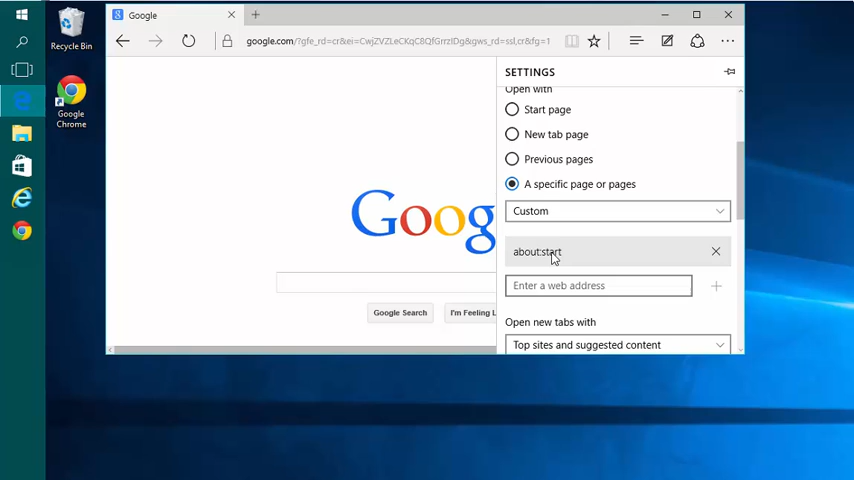 Google
google.com/?gfe_rd=cr&ei=CwjZVZLeCKqC8QfGrrzIDg&gws_rd=ssl,cr&fg=1
Recycle Bin
Google
Chrome
SETTINGS
Open with
Start page
New tab page
Previous pages
A specific page or pages
Custom
about:start
Enter a web address
Open new tabs with
Top sites and suggested content
Goog
Google Search
I'm Feeling L